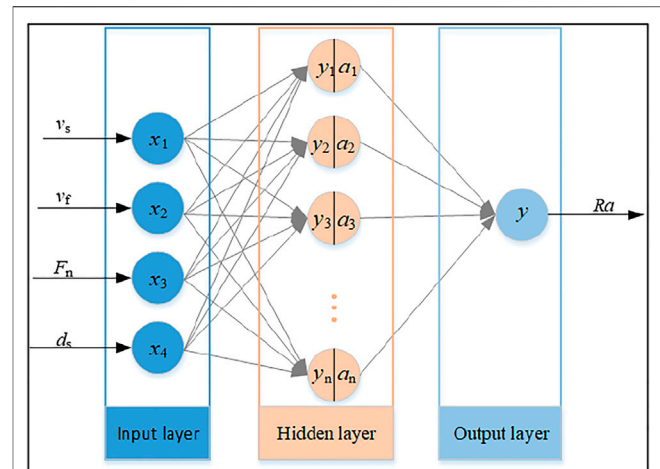 y₁ a₁
vₛ x₁ y₂ a₂
v_f x₂ y₃ a₃ y Ra
Fₙ x₃
dₛ x₄ yₙ aₙ
Input layer Hidden layer Output layer